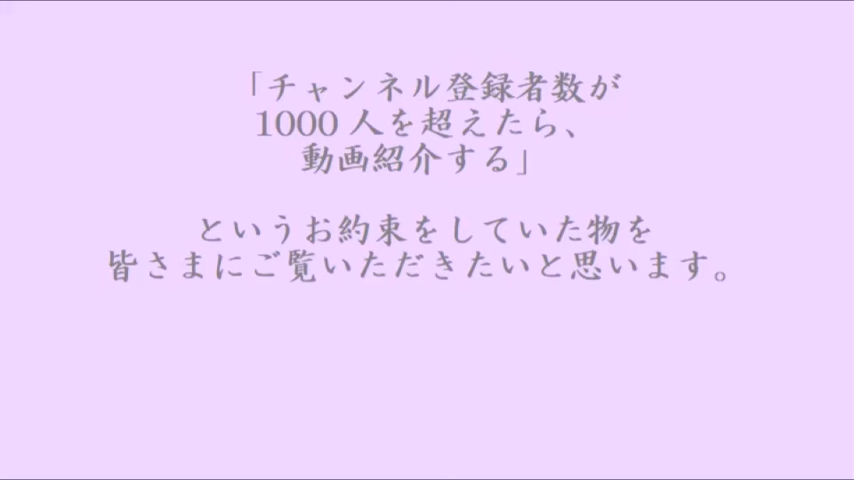 「チャンネル登録者数が
1000人を超えたら、
動画紹介する」
というお約束をしていた物を
皆さまにご覧いただきたいと思います。